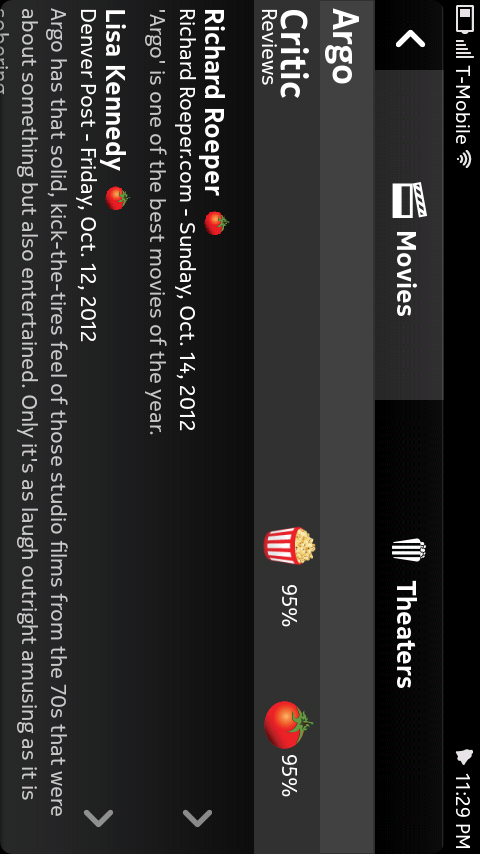 T-Mobile 11:29 PM
Movies Theaters
Argo
Critic 95% 95%
Reviews
Richard Roeper
Richard Roeper.com - Sunday, Oct. 14, 2012
'Argo' is one of the best movies of the year.
Lisa Kennedy
Denver Post - Friday, Oct. 12, 2012
Argo has that solid, kick-the-tires feel of those studio films from the 70s that were
about something but also entertained. Only it's as laugh outright amusing as it is
sobering